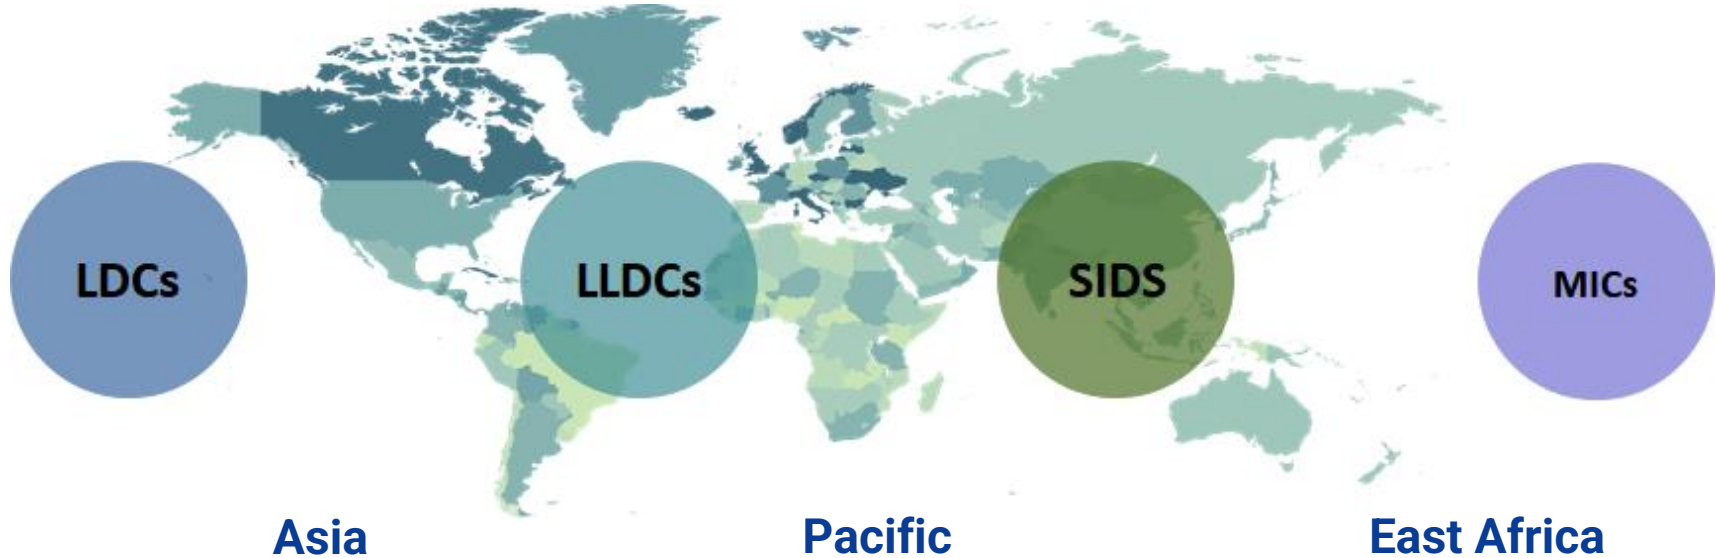 LDCs
LLDCs
SIDS
MICs
Asia
Pacific
East Africa